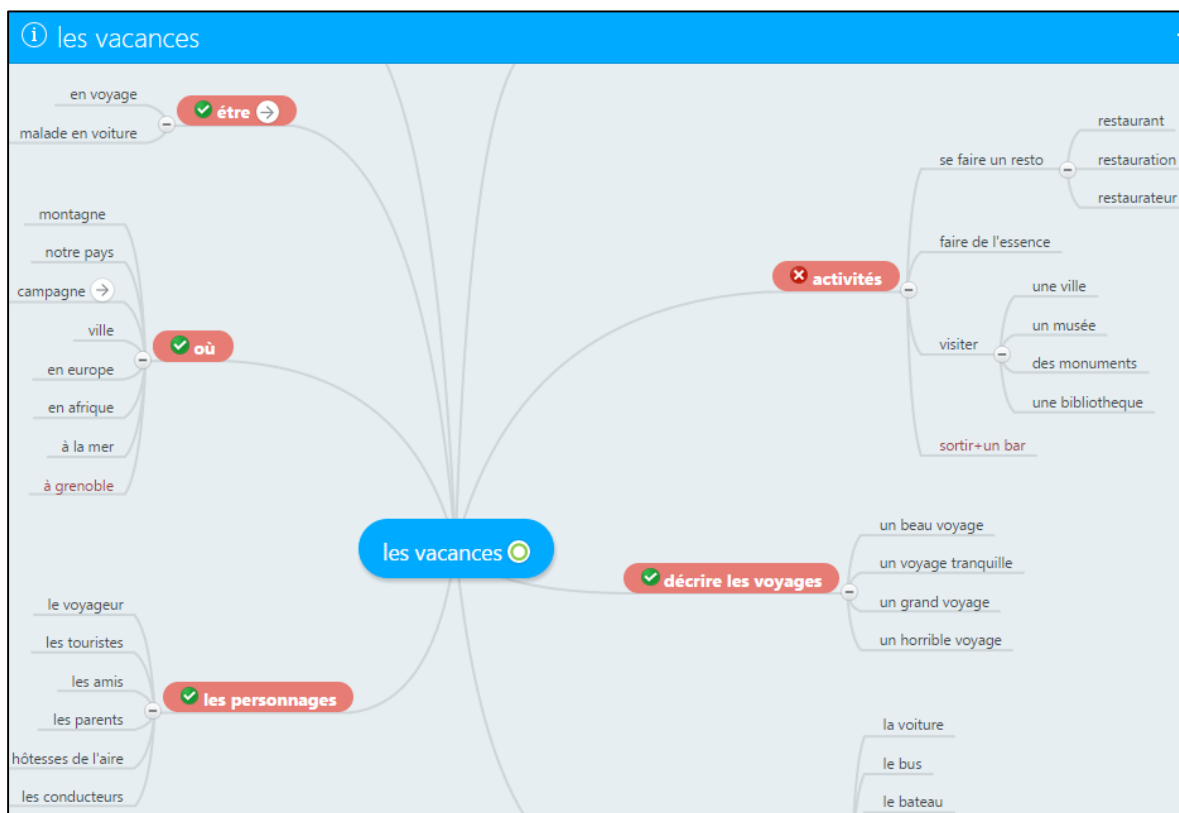 les vacances
en voyage
malade en voiture
étre
montagne
notre pays
campagne
ville
en europe
en afrique
à la mer
à grenoble
où
le voyageur
les touristes
les amis
les parents
hôtesses de l'aire
les conducteurs
les personnages
les vacances
activités
se faire un resto
restaurant
restauration
restaurateur
faire de l'essence
visiter
une ville
un musée
des monuments
une bibliotheque
sortir+un bar
décrire les voyages
un beau voyage
un voyage tranquille
un grand voyage
un horrible voyage
la voiture
le bus
le bateau